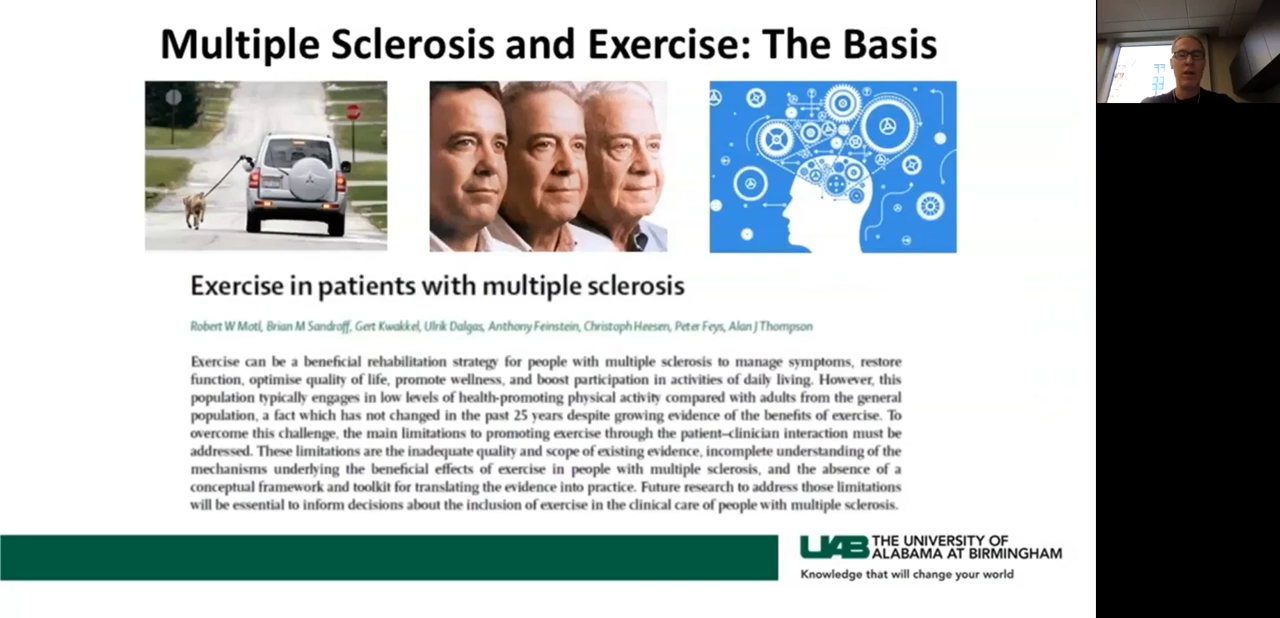 Multiple Sclerosis and Exercise: The Basis
Exercise in patients with multiple sclerosis
Robert W Motl, Brian M Sandroff, Gert Kwakkel, Ulrik Dalgas, Anthony Feinstein, Christoph Heesen, Peter Feys, Alan J Thompson
Exercise can be a beneficial rehabilitation strategy for people with multiple sclerosis to manage symptoms, restore
function, optimise quality of life, promote wellness, and boost participation in activities of daily living. However, this
population typically engages in low levels of health-promoting physical activity compared with adults from the general
population, a fact which has not changed in the past 25 years despite growing evidence of the benefits of exercise. To
overcome this challenge, the main limitations to promoting exercise through the patient–clinician interaction must be
addressed. These limitations are the inadequate quality and scope of existing evidence, incomplete understanding of the
mechanisms underlying the beneficial effects of exercise in people with multiple sclerosis, and the absence of a
conceptual framework and toolkit for translating the evidence into practice. Future research to address those limitations
will be essential to inform decisions about the inclusion of exercise in the clinical care of people with multiple sclerosis.
UAB THE UNIVERSITY OF
ALABAMA AT BIRMINGHAM
Knowledge that will change your world